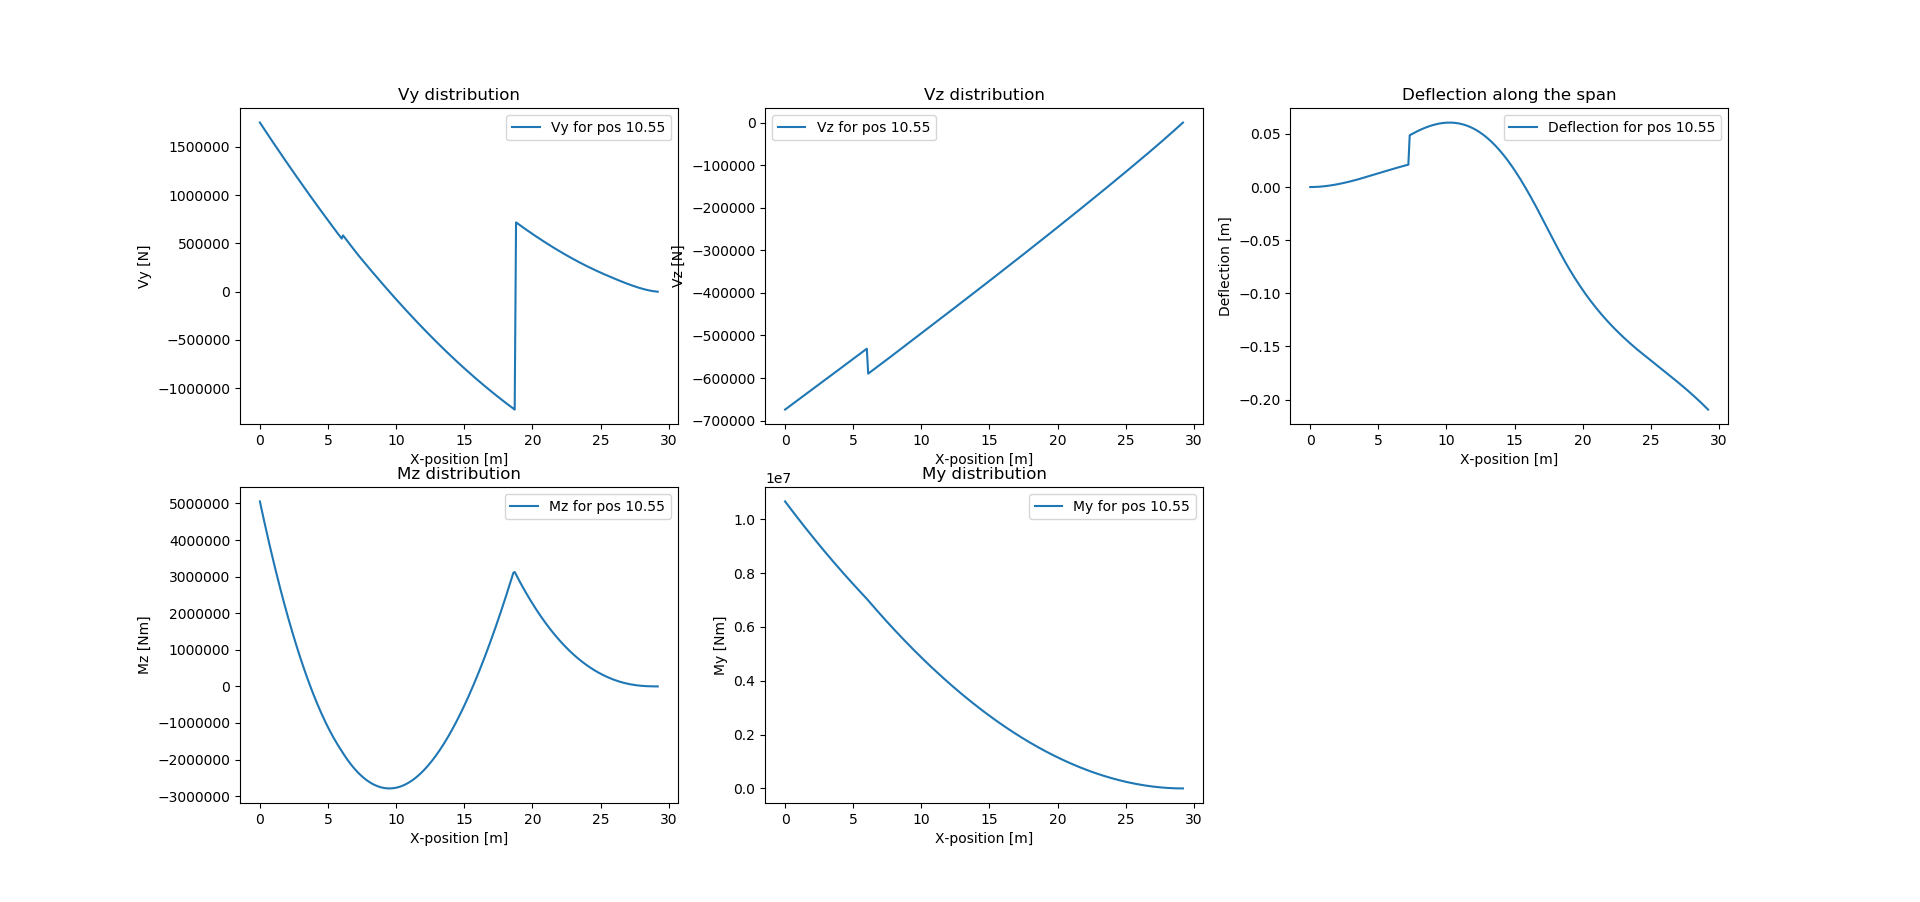 Vy distribution
Vy for pos 10.55
1500000
1000000
500000
0
−500000
−1000000
Vy [N]
0 5 10 15 20 25 30
X-position [m]
Vz distribution
Vz for pos 10.55
0
−100000
−200000
−300000
−400000
−500000
−600000
−700000
Vz [N]
0 5 10 15 20 25 30
X-position [m]
Deflection along the span
Deflection for pos 10.55
0.05
0.00
−0.05
−0.10
−0.15
−0.20
Deflection [m]
0 5 10 15 20 25 30
X-position [m]
Mz distribution
Mz for pos 10.55
5000000
4000000
3000000
2000000
1000000
0
−1000000
−2000000
−3000000
Mz [Nm]
0 5 10 15 20 25 30
X-position [m]
My distribution
1e7
My for pos 10.55
1.0
0.8
0.6
0.4
0.2
0.0
My [Nm]
0 5 10 15 20 25 30
X-position [m]